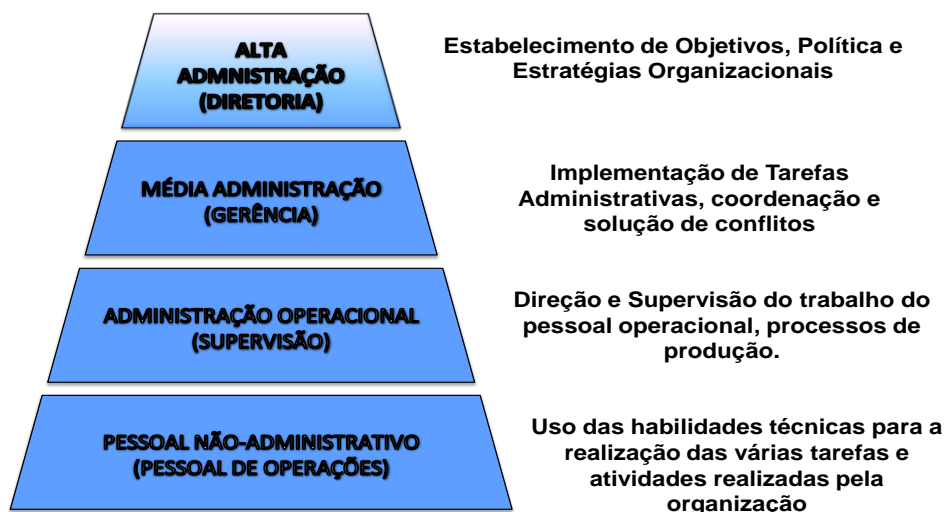 ALTA
ADMNISTRAÇÃO
(DIRETORIA)
Estabelecimento de Objetivos, Política e
Estratégias Organizacionais
MÉDIA ADMINISTRAÇÃO
(GERÊNCIA)
Implementação de Tarefas
Administrativas, coordenação e
solução de conflitos
ADMINISTRAÇÃO OPERACIONAL
(SUPERVISÃO)
Direção e Supervisão do trabalho do
pessoal operacional, processos de
produção.
PESSOAL NÃO-ADMINISTRATIVO
(PESSOAL DE OPERAÇÕES)
Uso das habilidades técnicas para a
realização das várias tarefas e
atividades realizadas pela
organização